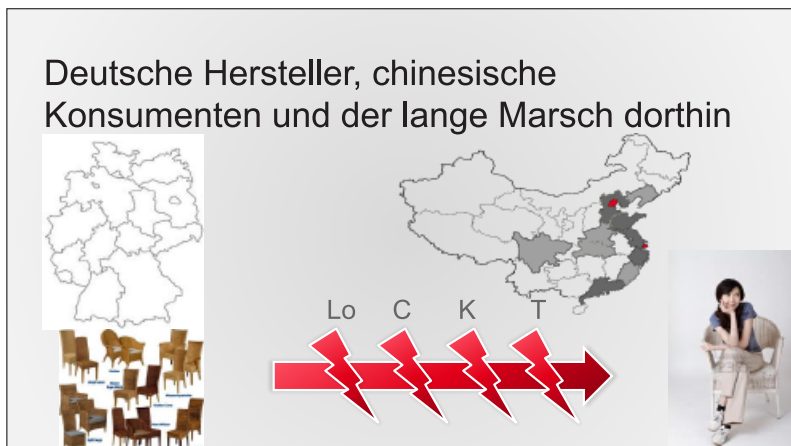 Deutsche Hersteller, chinesische
Konsumenten und der lange Marsch dorthin
Lo C K T